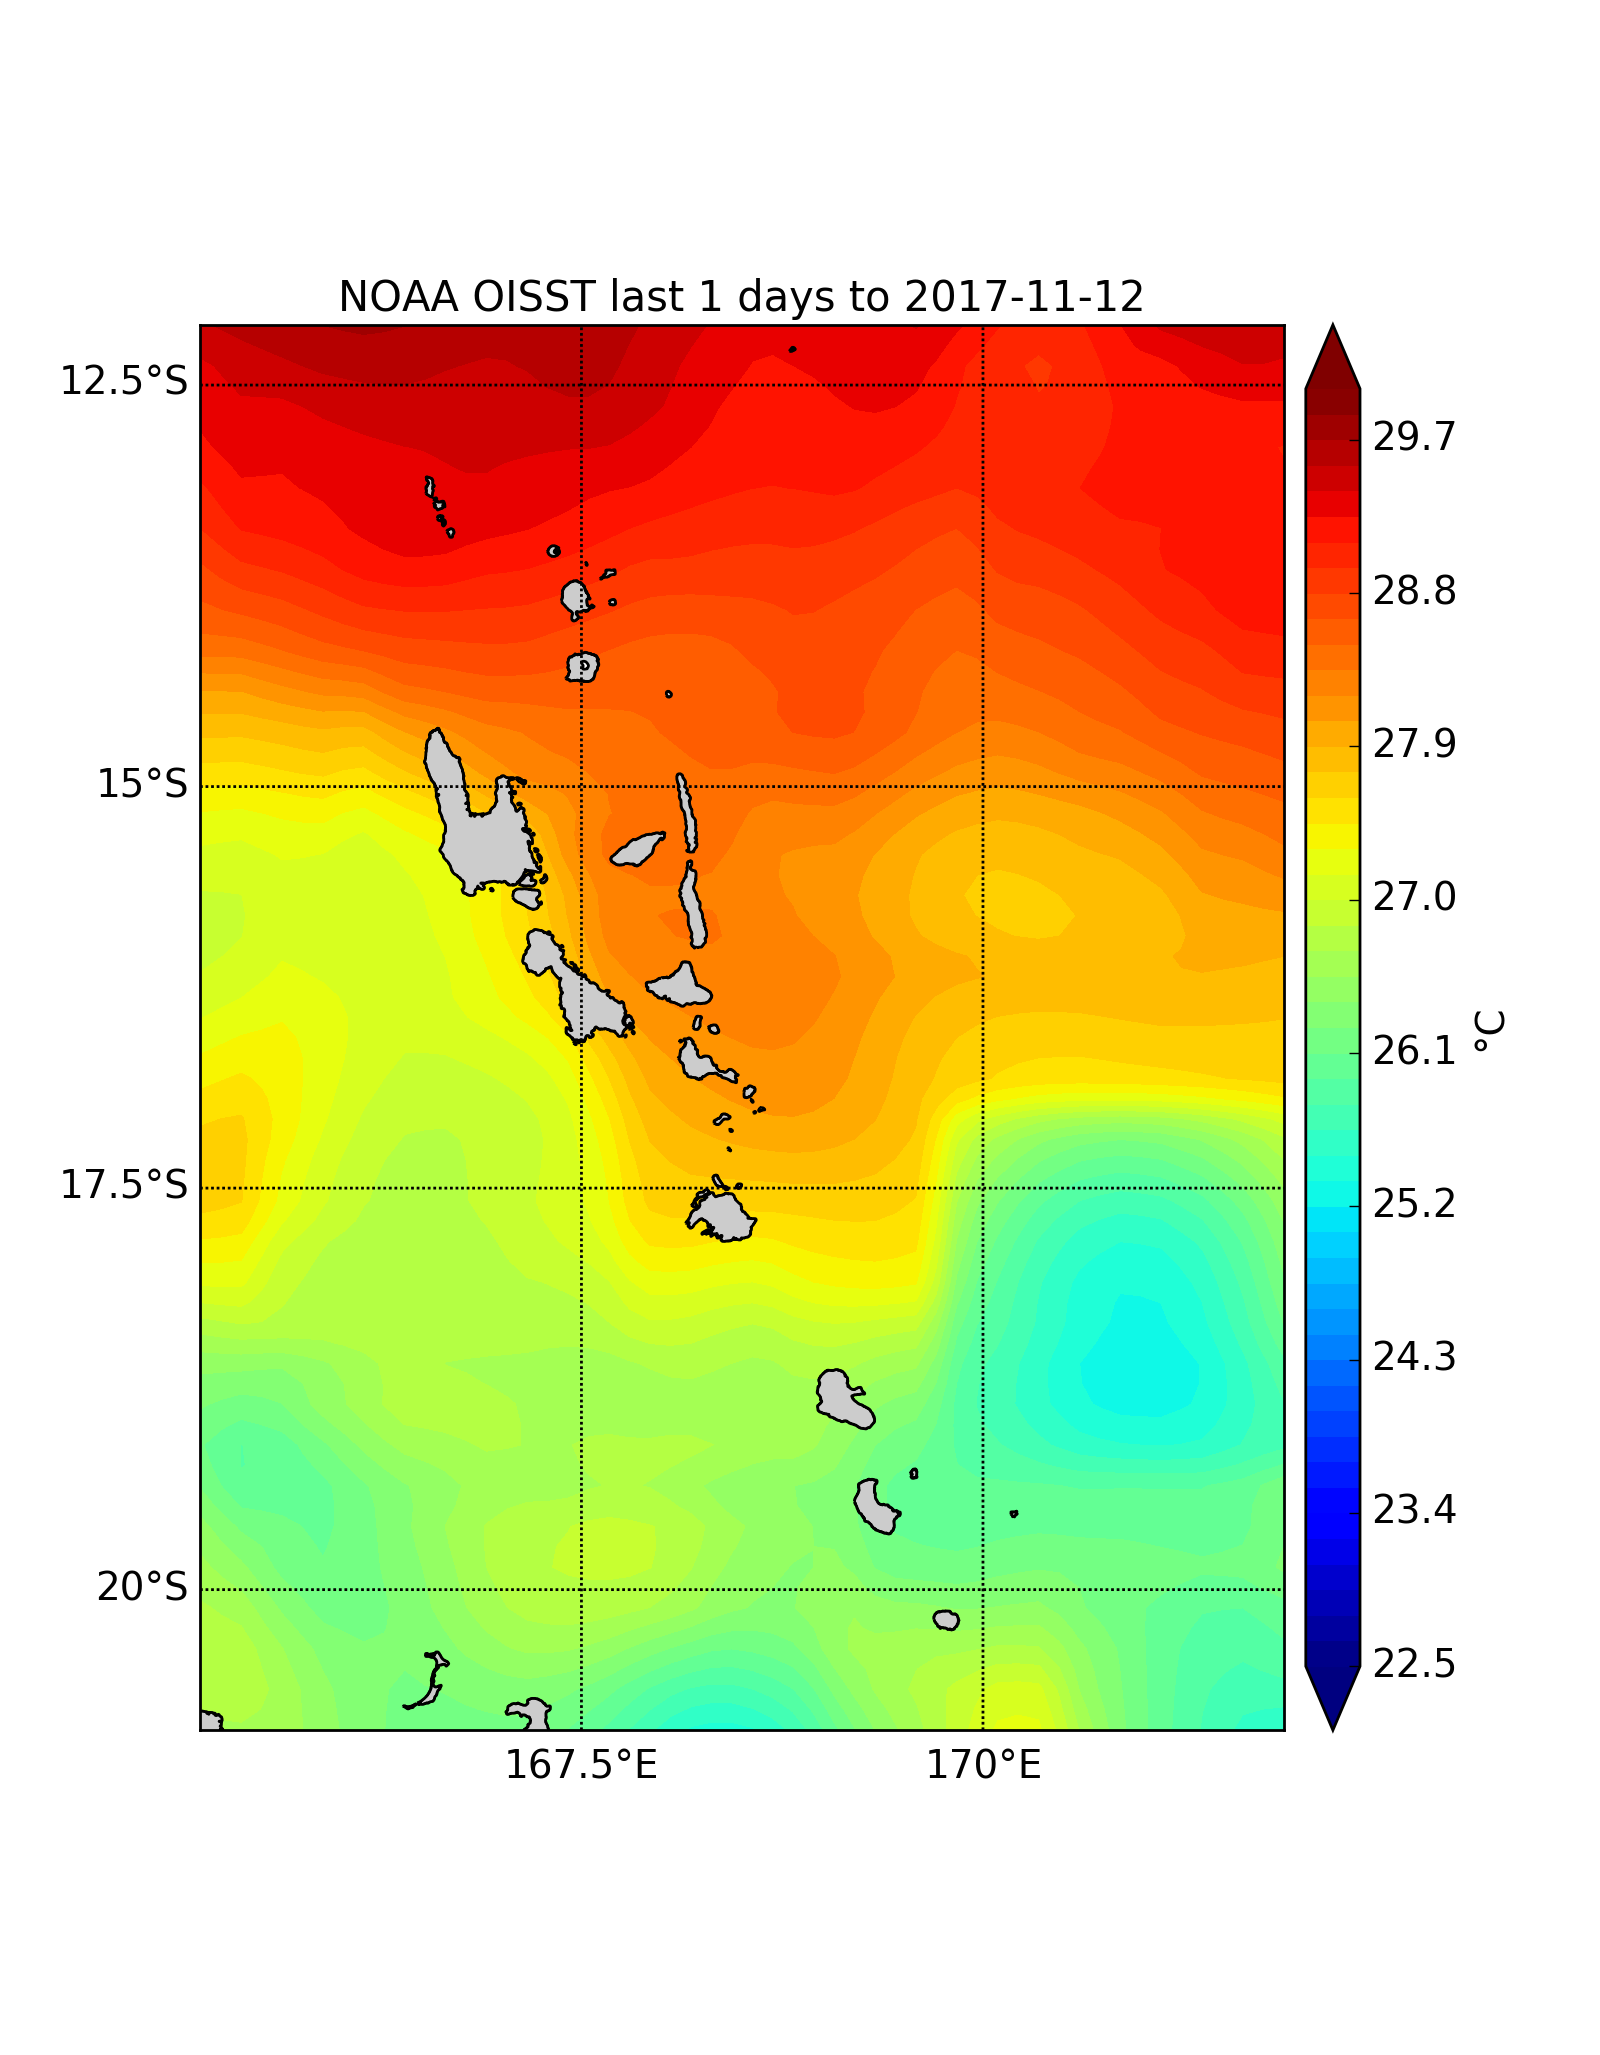 NOAA OISST last 1 days to 2017-11-12
12.5°S
15°S
17.5°S
20°S
167.5°E
170°E
29.7
28.8
27.9
27.0
26.1
25.2
24.3
23.4
22.5
°C